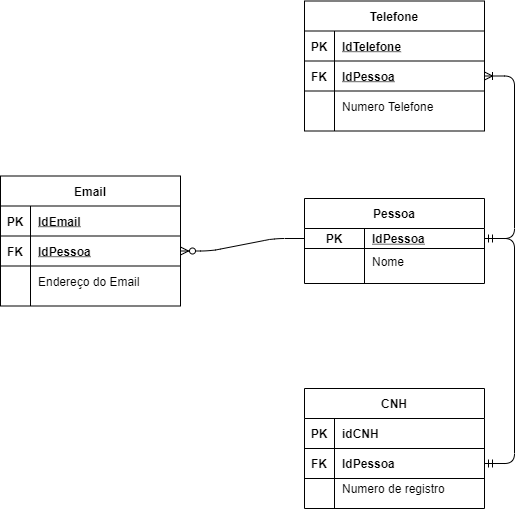 Telefone
PK IdTelefone
FK IdPessoa
Numero Telefone
Email
PK IdEmail
FK IdPessoa
Endereço do Email
Pessoa
PK IdPessoa
Nome
CNH
PK idCNH
FK IdPessoa
Numero de registro